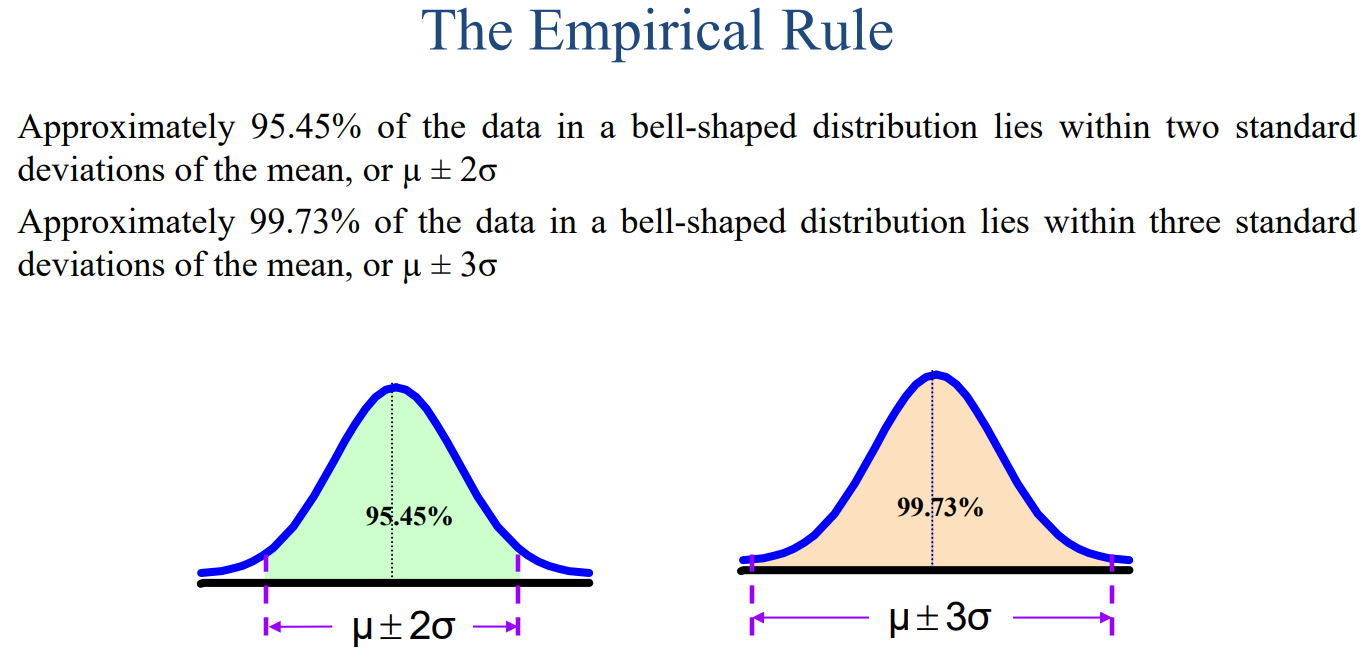 The Empirical Rule
Approximately 95.45% of the data in a bell-shaped distribution lies within two standard
deviations of the mean, or μ ± 2σ
Approximately 99.73% of the data in a bell-shaped distribution lies within three standard
deviations of the mean, or μ ± 3σ
95.45%
99.73%
μ ± 2σ
μ ± 3σ